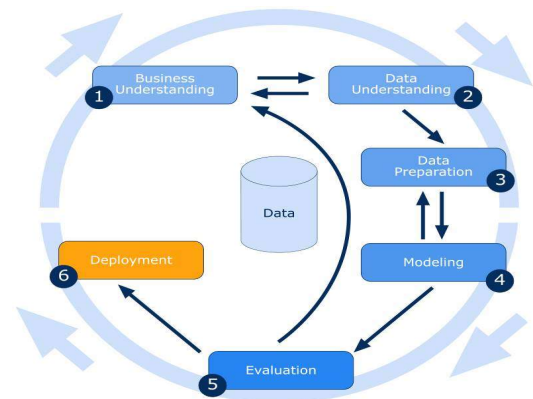 Business
Understanding
1
Data
Understanding
2
Data
Preparation
3
Data
Modeling
4
Deployment
6
Evaluation
5